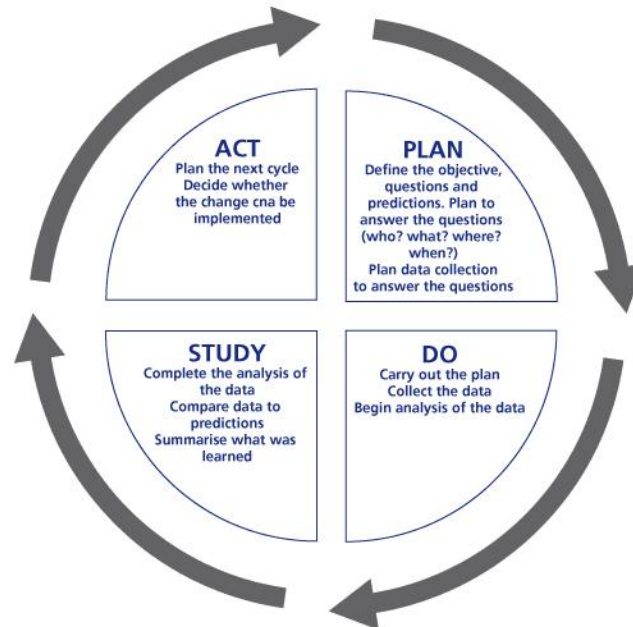 ACT
Plan the next cycle
Decide whether
the change cna be
implemented
PLAN
Define the objective,
questions and
predictions. Plan to
answer the questions
(who? what? where?
when?)
Plan data collection
to answer the questions
STUDY
Complete the analysis of
the data
Compare data to
predictions
Summarise what was
learned
DO
Carry out the plan
Collect the data
Begin analysis of the data